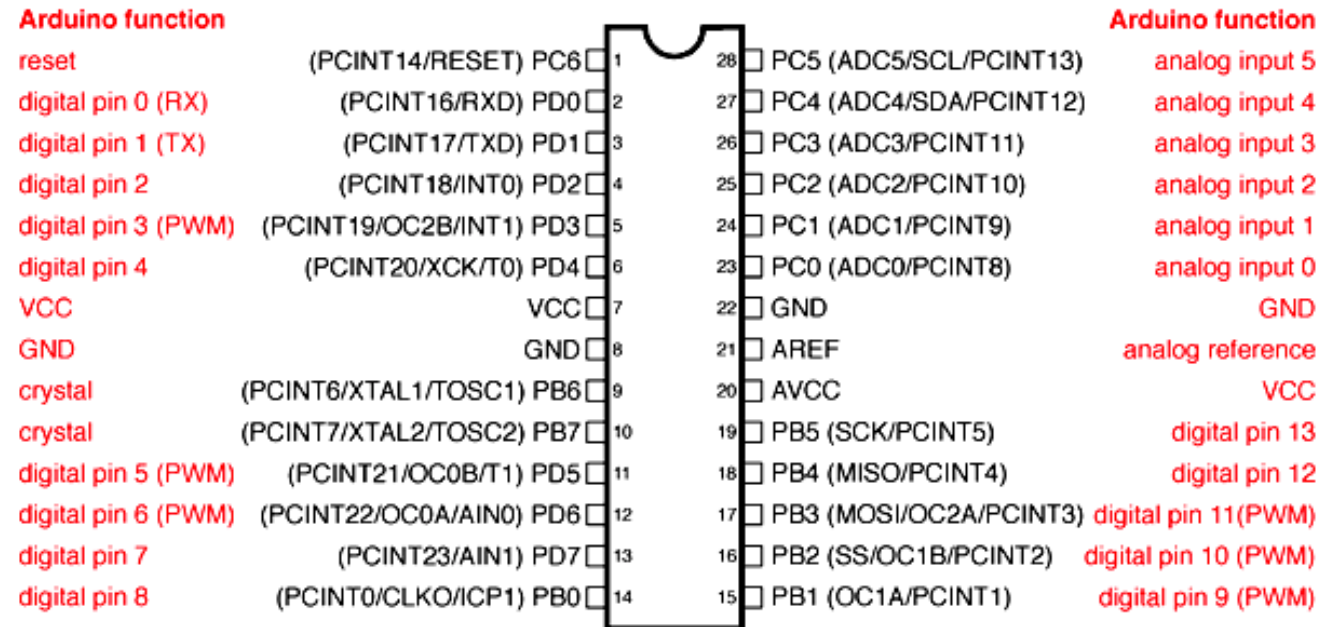 Arduino function Arduino function
reset (PCINT14/RESET) PC6 1 28 PC5 (ADC5/SCL/PCINT13) analog input 5
digital pin 0 (RX) (PCINT16/RXD) PD0 2 27 PC4 (ADC4/SDA/PCINT12) analog input 4
digital pin 1 (TX) (PCINT17/TXD) PD1 3 26 PC3 (ADC3/PCINT11) analog input 3
digital pin 2 (PCINT18/INT0) PD2 4 25 PC2 (ADC2/PCINT10) analog input 2
digital pin 3 (PWM) (PCINT19/OC2B/INT1) PD3 5 24 PC1 (ADC1/PCINT9) analog input 1
digital pin 4 (PCINT20/XCK/T0) PD4 6 23 PC0 (ADC0/PCINT8) analog input 0
VCC VCC 7 22 GND GND
GND GND 8 21 AREF analog reference
crystal (PCINT6/XTAL1/TOSC1) PB6 9 20 AVCC VCC
crystal (PCINT7/XTAL2/TOSC2) PB7 10 19 PB5 (SCK/PCINT5) digital pin 13
digital pin 5 (PWM) (PCINT21/OC0B/T1) PD5 11 18 PB4 (MISO/PCINT4) digital pin 12
digital pin 6 (PWM) (PCINT22/OC0A/AIN0) PD6 12 17 PB3 (MOSI/OC2A/PCINT3) digital pin 11(PWM)
digital pin 7 (PCINT23/AIN1) PD7 13 16 PB2 (SS/OC1B/PCINT2) digital pin 10 (PWM)
digital pin 8 (PCINT0/CLKO/ICP1) PB0 14 15 PB1 (OC1A/PCINT1) digital pin 9 (PWM)